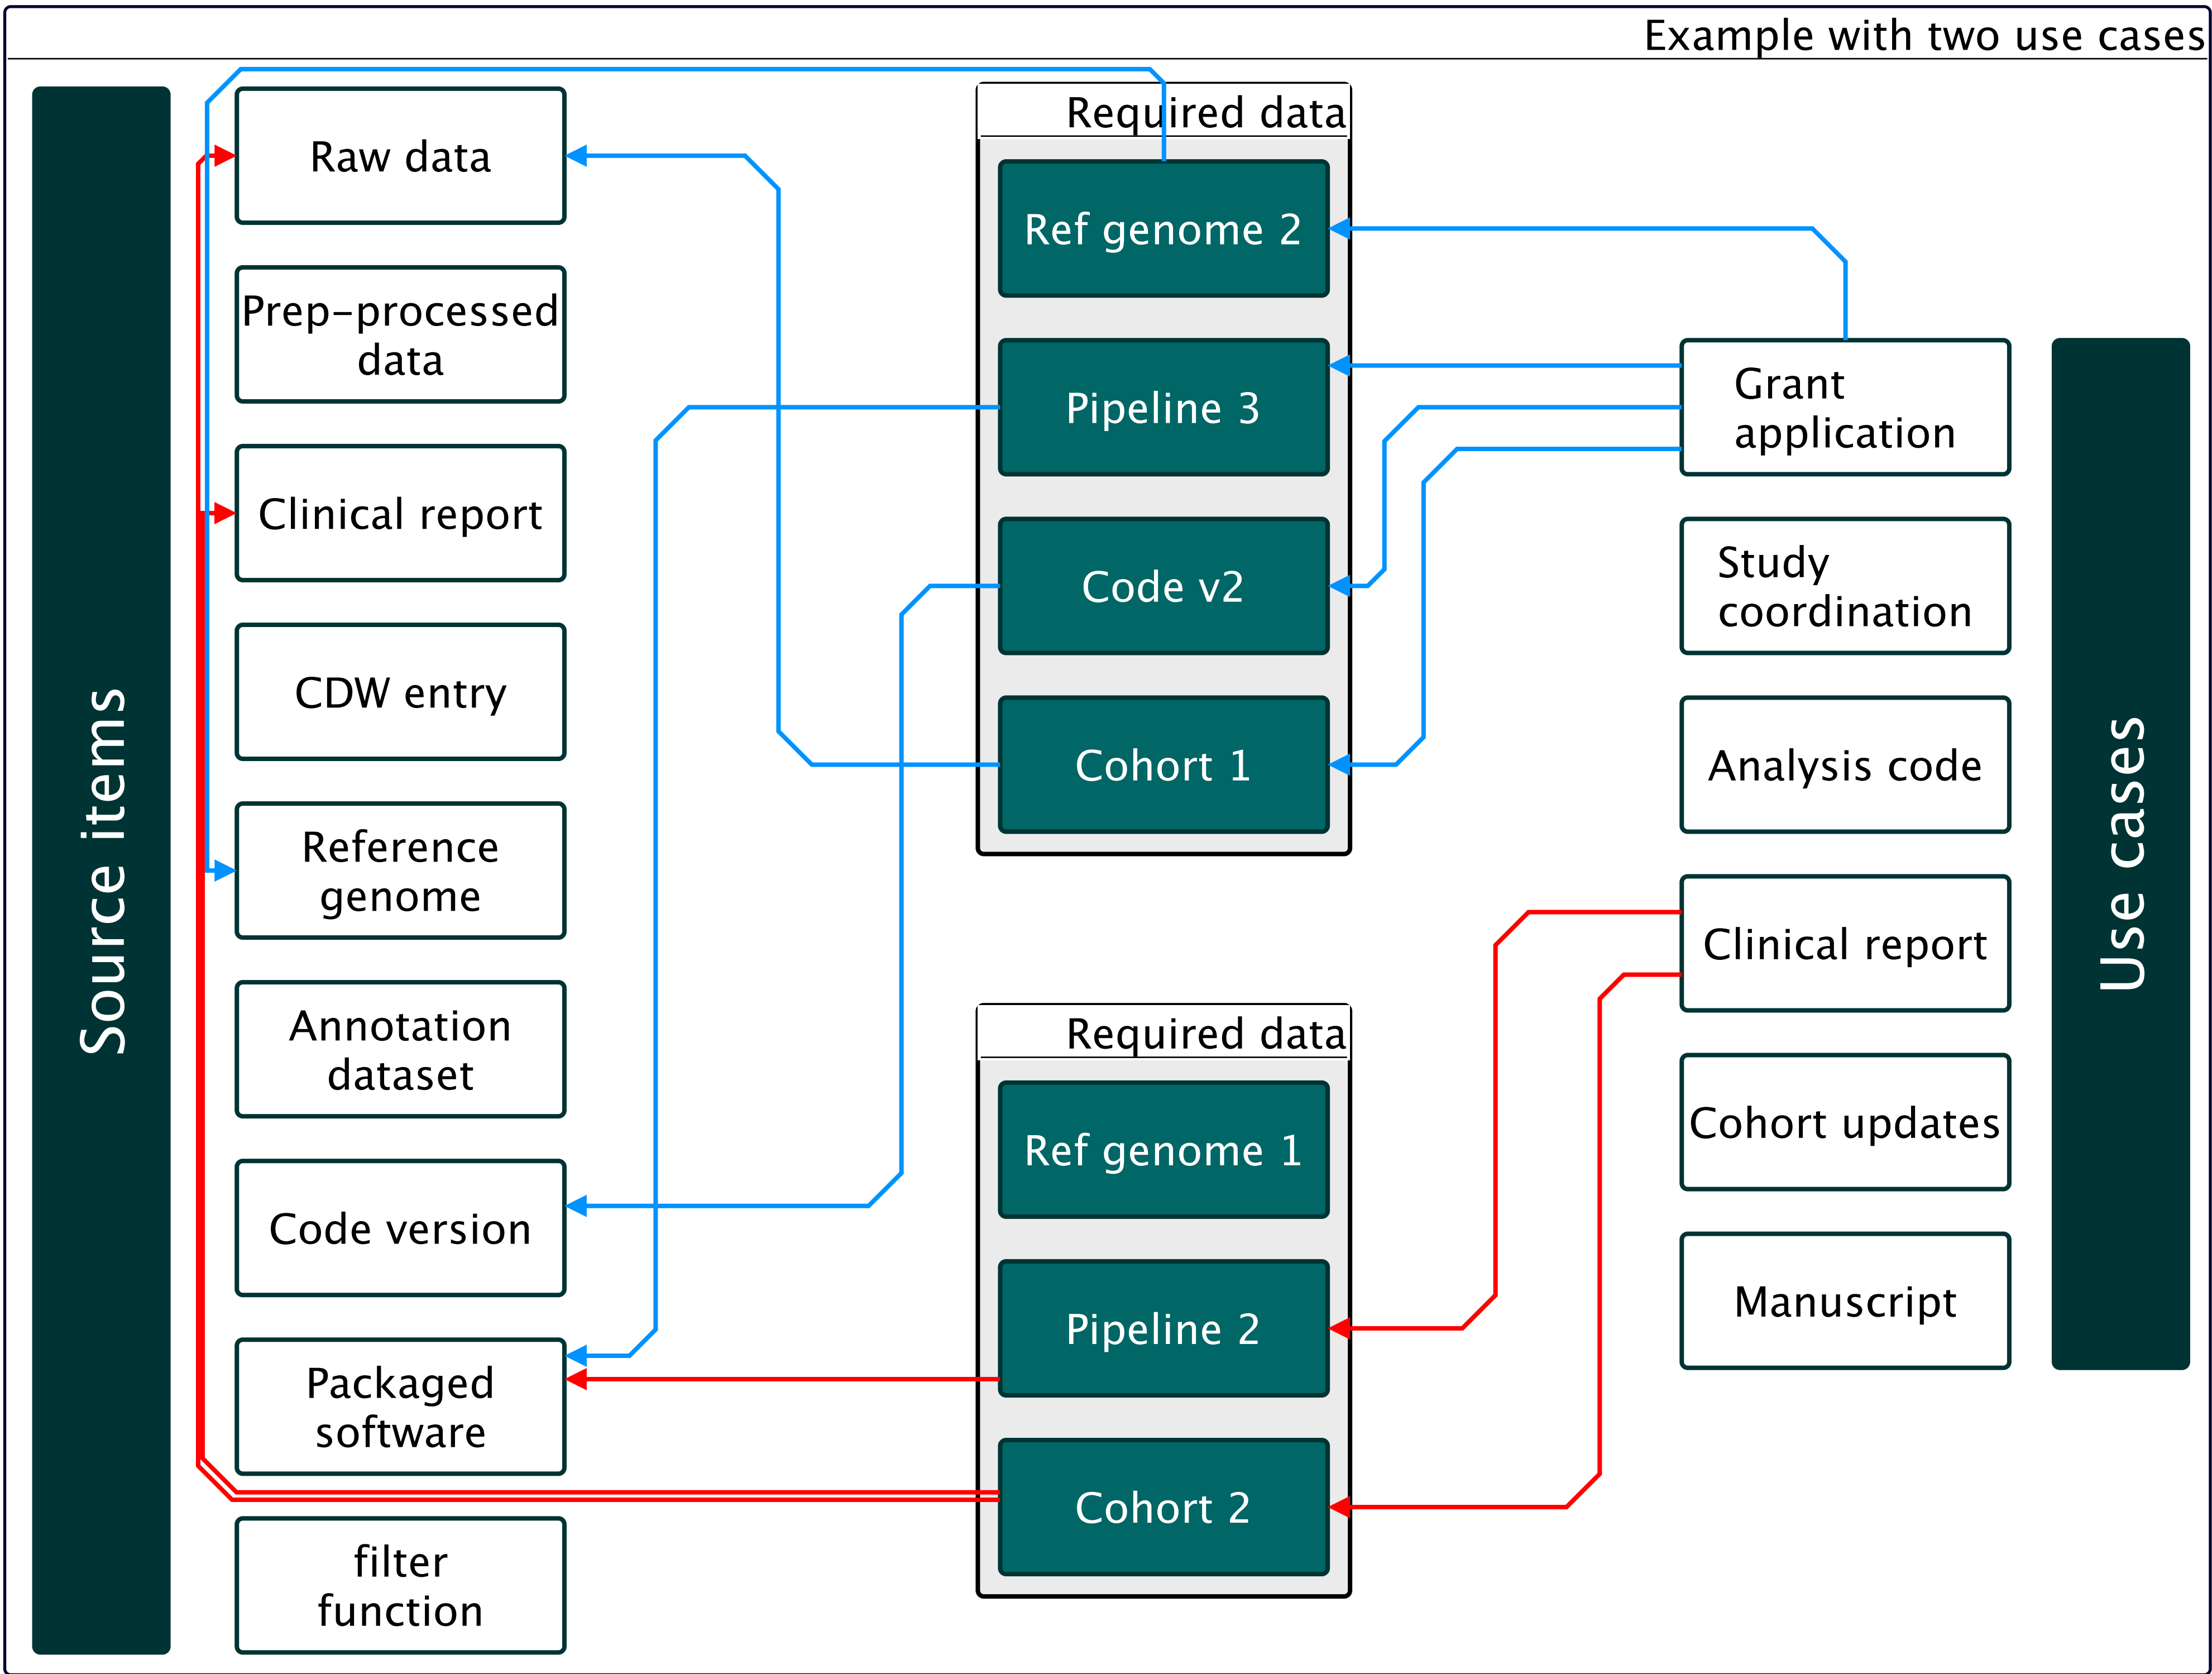 Example with two use cases
Source items
Raw data
Prep-processed
data
Clinical report
CDW entry
Reference
genome
Annotation
dataset
Code version
Packaged
software
filter
function
Required data
Ref genome 2
Pipeline 3
Code v2
Cohort 1
Required data
Ref genome 1
Pipeline 2
Cohort 2
Grant
application
Study
coordination
Analysis code
Clinical report
Cohort updates
Manuscript
Use cases